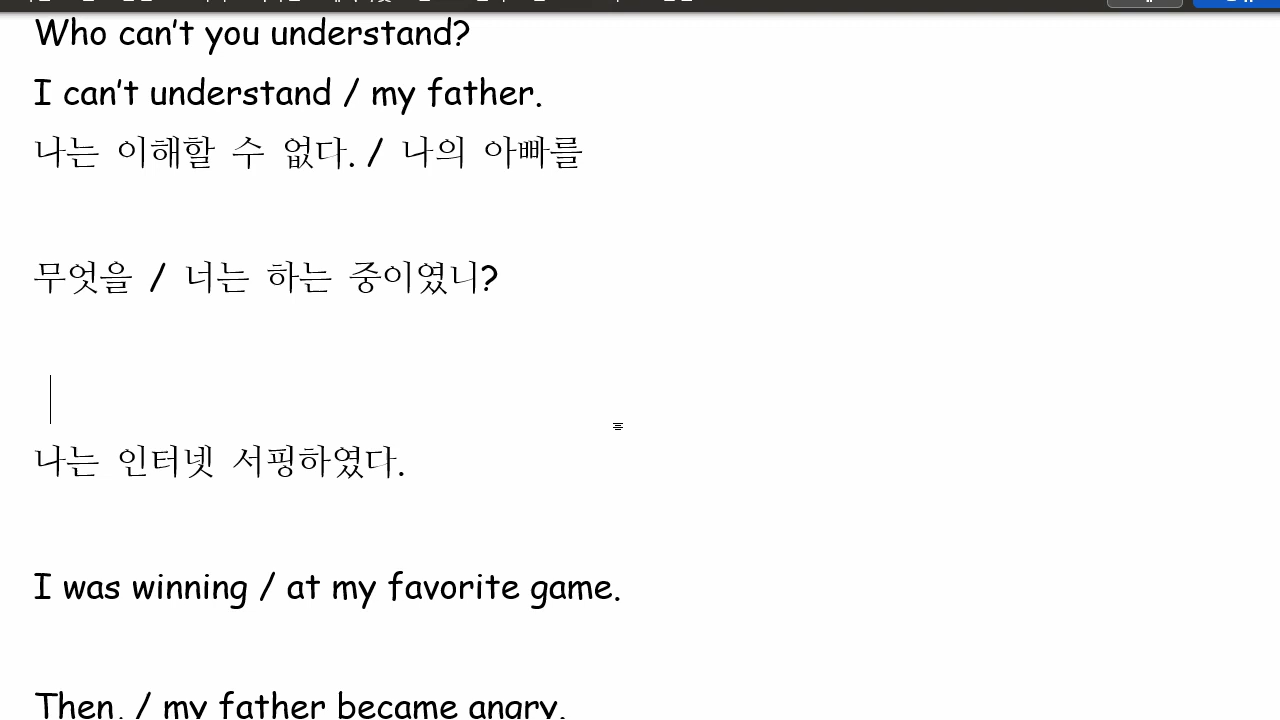 Who can't you understand?
I can't understand / my father.
나는 이해할 수 없다. / 나의 아빠를
무엇을 / 너는 하는 중이였니?
나는 인터넷 서핑하였다.
I was winning / at my favorite game.
Then, / my father became angry.